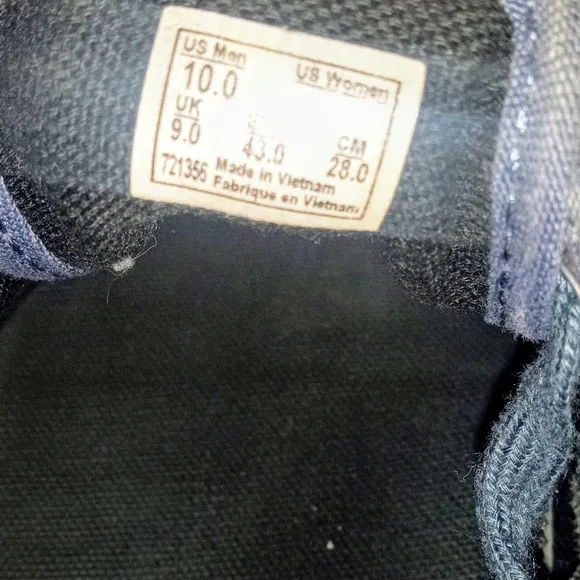 US Men US Women
10.0
UK CM
9.0 43.0 28.0
721356 Made in Vietnam
Fabrique en Vietnam